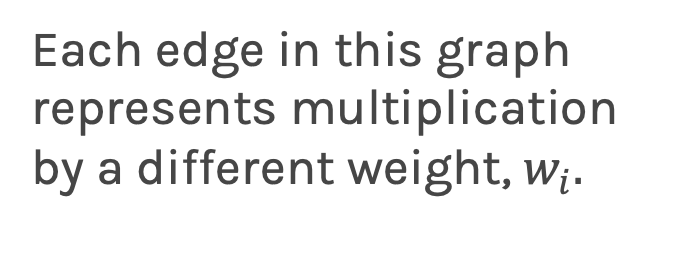 Each edge in this graph
represents multiplication
by a different weight, wᵢ.